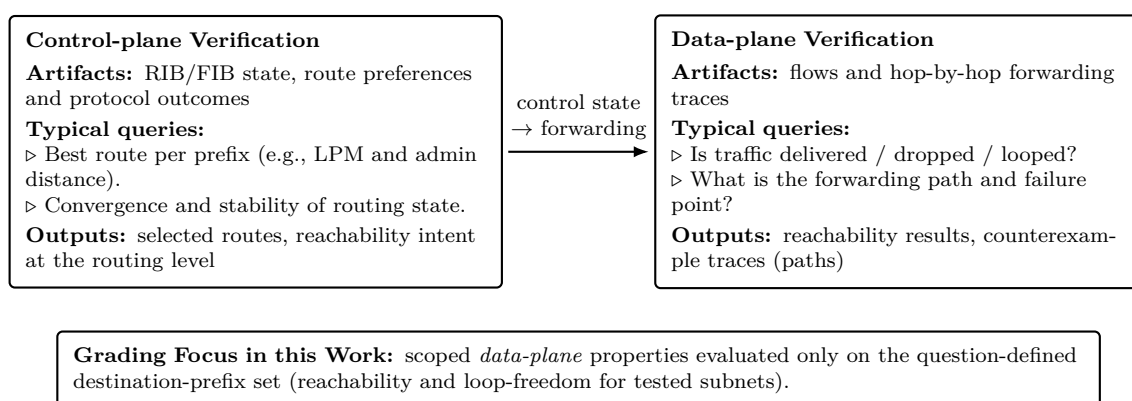 Control-plane Verification
Artifacts: RIB/FIB state, route preferences
and protocol outcomes
Typical queries:
▷ Best route per prefix (e.g., LPM and admin
distance).
▷ Convergence and stability of routing state.
Outputs: selected routes, reachability intent
at the routing level
control state
→ forwarding
Data-plane Verification
Artifacts: flows and hop-by-hop forwarding
traces
Typical queries:
▷ Is traffic delivered / dropped / looped?
▷ What is the forwarding path and failure
point?
Outputs: reachability results, counterexam-
ple traces (paths)
Grading Focus in this Work: scoped data-plane properties evaluated only on the question-defined
destination-prefix set (reachability and loop-freedom for tested subnets).